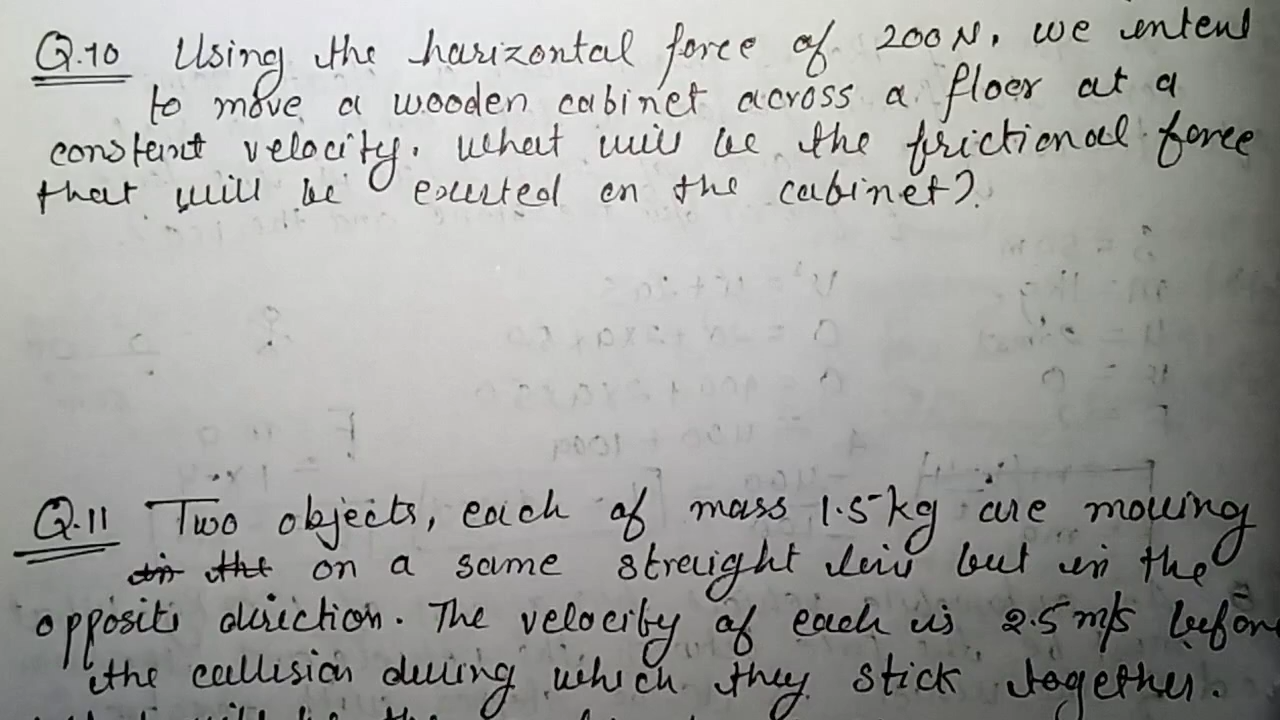 Q.10 Using the harizontal force of 200N, we intend
to move a wooden cabinet across a floor at a
constant velocity. What will be the frictional force
that will be exerted on the cabinet?
Q.11 Two objects, each of mass 1.5 kg are moving
on a same straight line but in the
opposite direction. The velocity of each is 2.5 m/s before
the collision during which they stick together.